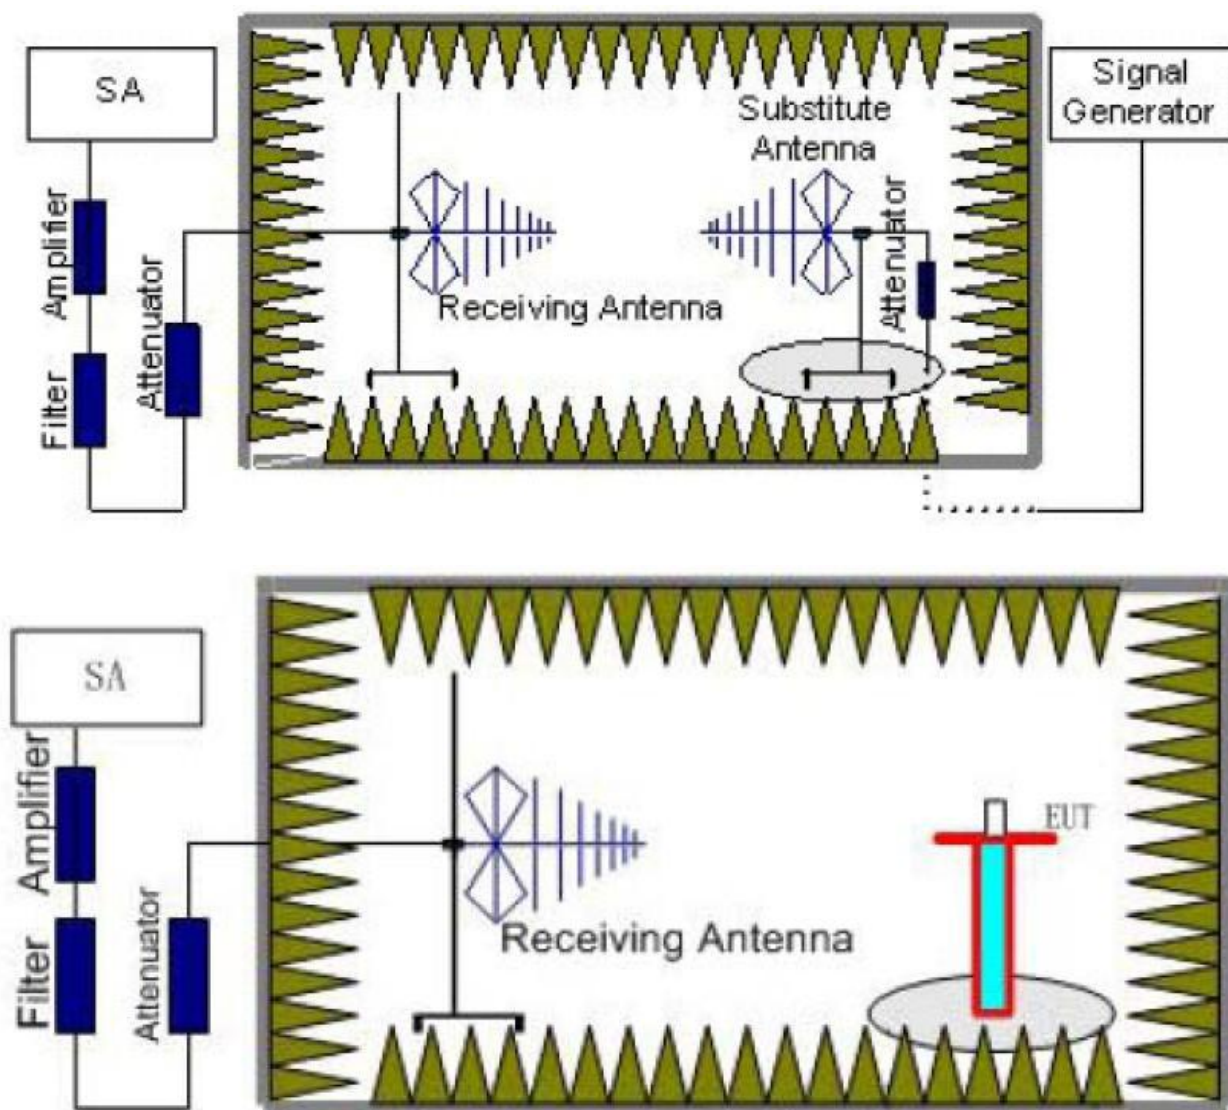 SA
Signal
Generator
Substitute
Antenna
Amplifier
Attenuator
Attenuator
Receiving Antenna
Filter
SA
Amplifier
EUT
Receiving Antenna
Filter
Attenuator